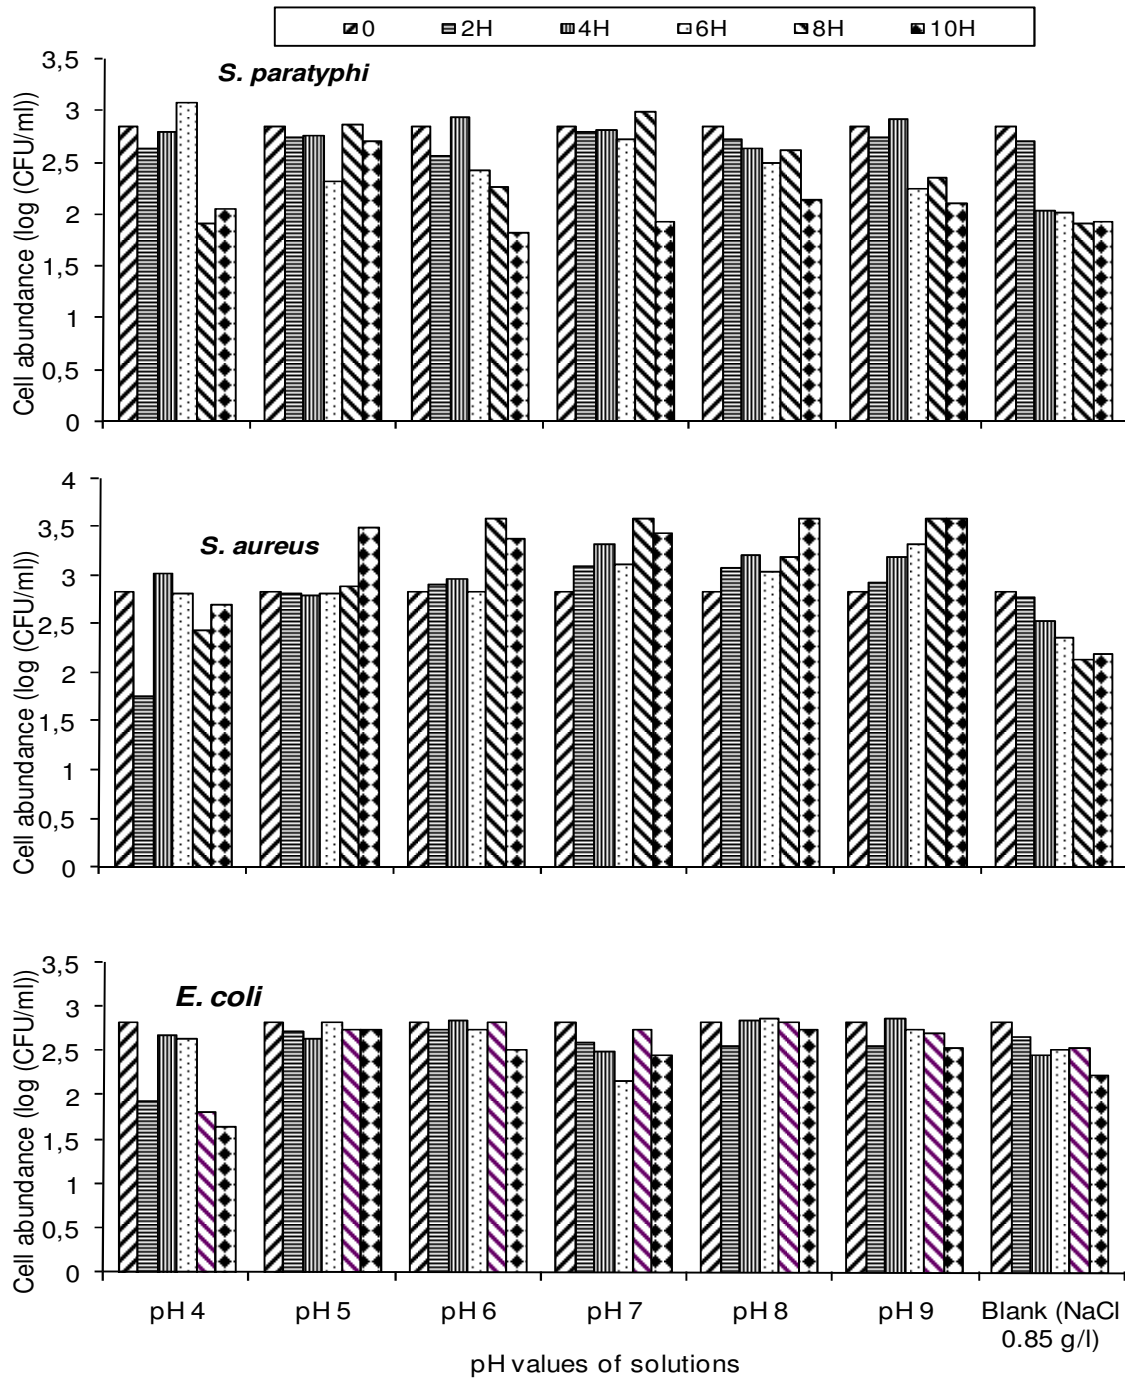 0 2H 4H 6H 8H 10H
S. paratyphi
Cell abundance (log (CFU/ml))
3,5
3
2,5
2
1,5
1
0,5
0
S. aureus
Cell abundance (log (CFU/ml))
4
3,5
3
2,5
2
1,5
1
0,5
0
E. coli
Cell abundance (log (CFU/ml))
3,5
3
2,5
2
1,5
1
0,5
0
pH 4 pH 5 pH 6 pH 7 pH 8 pH 9 Blank (NaCl
0.85 g/l)
pH values of solutions